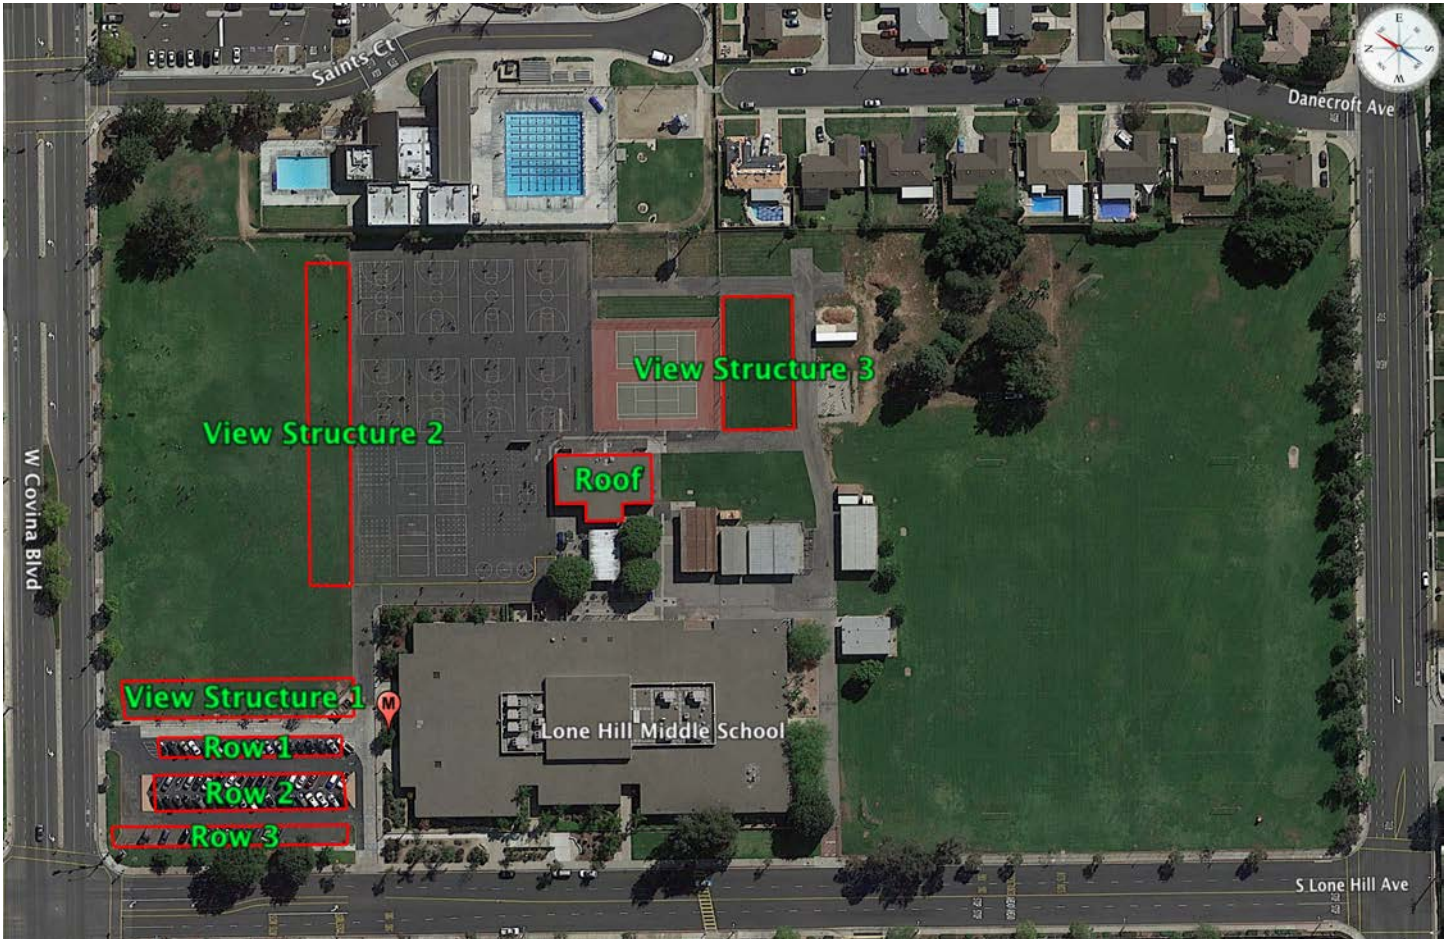 Saints Ct
E
N
S
W
Danecroft Ave
View Structure 3
View Structure 2
Roof
W Covina Blvd
View Structure 1
M
Lone Hill Middle School
Row 1
Row 2
Row 3
S Lone Hill Ave